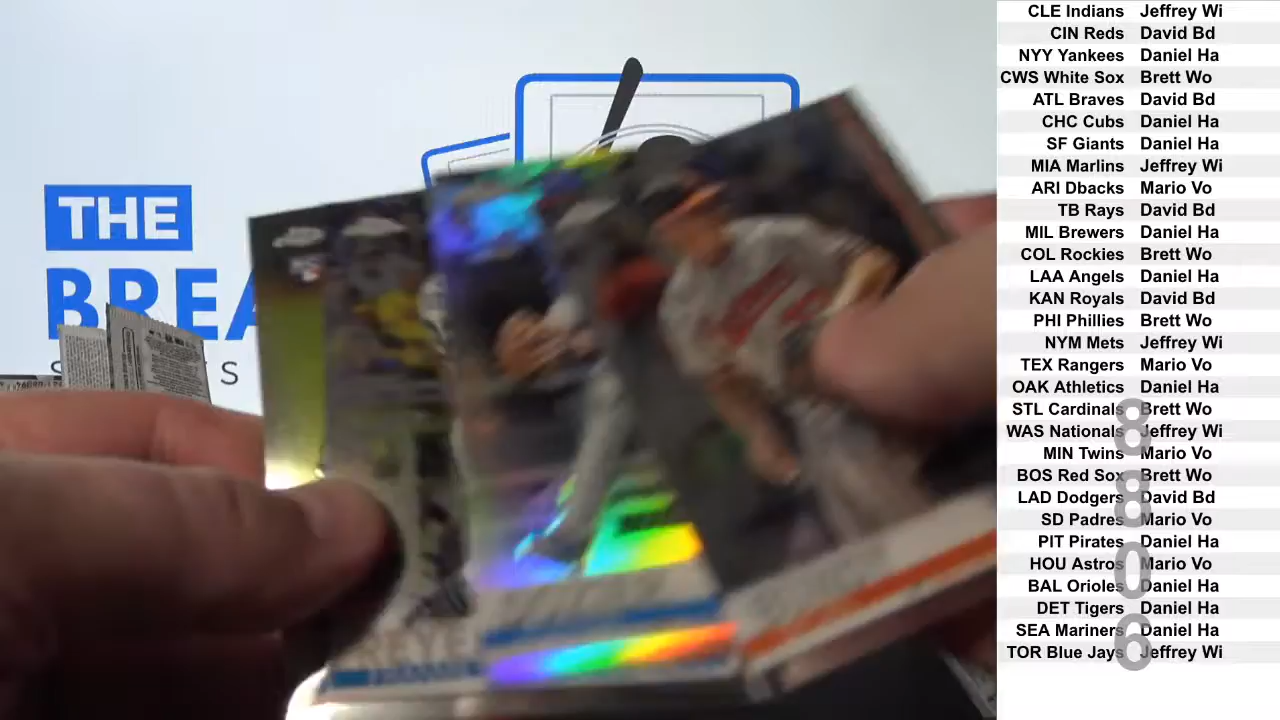 THE
BREA
S
S
CLE Indians Jeffrey Wi
CIN Reds David Bd
NYY Yankees Daniel Ha
CWS White Sox Brett Wo
ATL Braves David Bd
CHC Cubs Daniel Ha
SF Giants Daniel Ha
MIA Marlins Jeffrey Wi
ARI Dbacks Mario Vo
TB Rays David Bd
MIL Brewers Daniel Ha
COL Rockies Brett Wo
LAA Angels Daniel Ha
KAN Royals David Bd
PHI Phillies Brett Wo
NYM Mets Jeffrey Wi
TEX Rangers Mario Vo
OAK Athletics Daniel Ha
STL Cardinals Brett Wo
WAS Nationals Jeffrey Wi
MIN Twins Mario Vo
BOS Red Sox Brett Wo
LAD Dodgers David Bd
SD Padres Mario Vo
PIT Pirates Daniel Ha
HOU Astros Mario Vo
BAL Orioles Daniel Ha
DET Tigers Daniel Ha
SEA Mariners Daniel Ha
TOR Blue Jays Jeffrey Wi
8
8
0
6